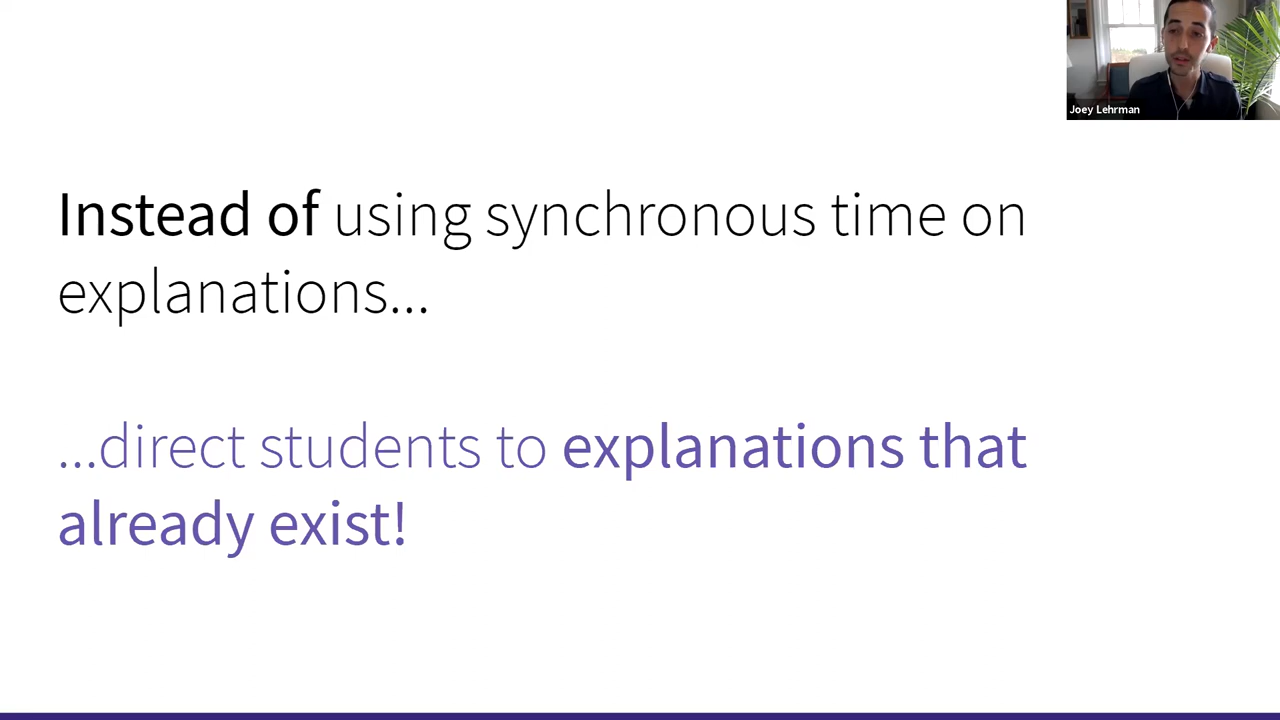 Joey Lehrman
Instead of using synchronous time on
explanations...
...direct students to explanations that
already exist!